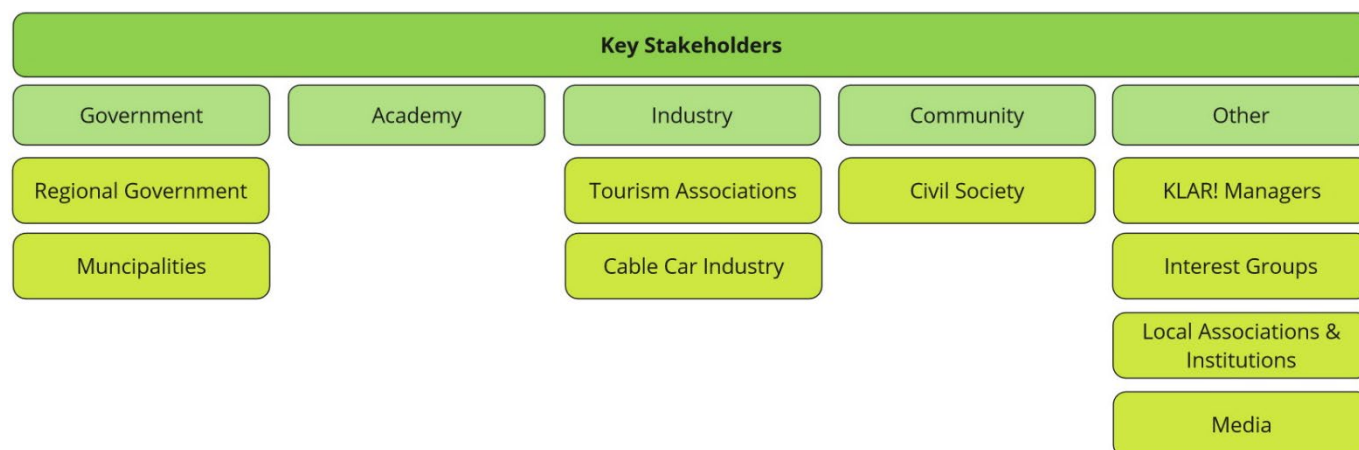 Key Stakeholders
Government
Academy
Industry
Community
Other
Regional Government
Tourism Associations
Civil Society
KLAR! Managers
Muncipalities
Cable Car Industry
Interest Groups
Local Associations &
Institutions
Media